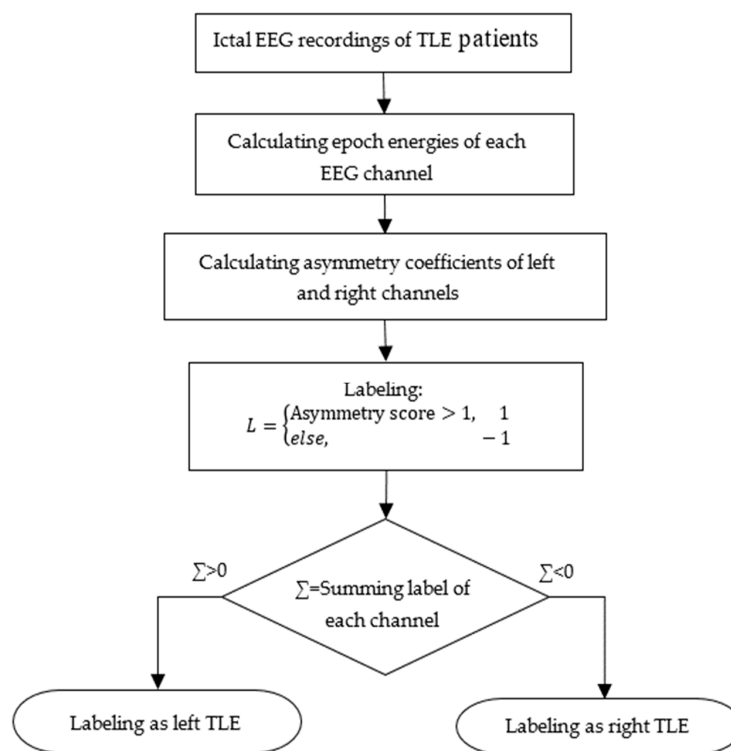 Ictal EEG recordings of TLE patients
Calculating epoch energies of each
EEG channel
Calculating asymmetry coefficients of left
and right channels
Labeling:
L = {Asymmetry score > 1, 1
else, − 1
∑>0
∑<0
∑=Summing label of
each channel
Labeling as left TLE
Labeling as right TLE